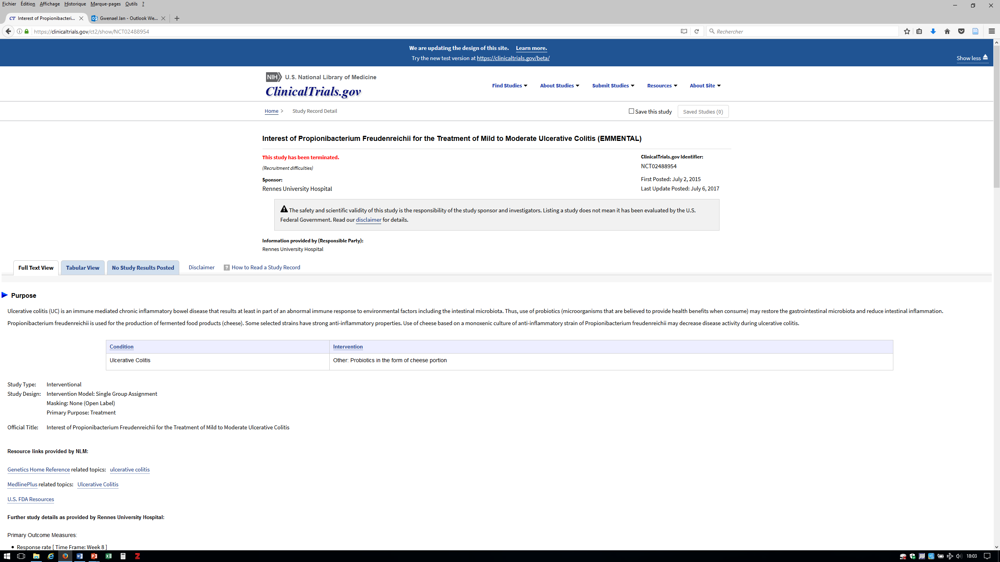 Fichier Édition Affichage Historique Marque-pages Outils ?
CT Interest of Propionibacteri... Gwenael Jan - Outlook We...
https://clinicaltrials.gov/ct2/show/NCT02488954 Rechercher
We are updating the design of this site. Learn more.
Try the new test version at https://clinicaltrials.gov/beta/
Show less
NIH U.S. National Library of Medicine
ClinicalTrials.gov
Find Studies About Studies Submit Studies Resources About Site
Home > Study Record Detail
Save this study Saved Studies (0)
Interest of Propionibacterium Freudenreichii for the Treatment of Mild to Moderate Ulcerative Colitis (EMMENTAL)
This study has been terminated.
(Recruitment difficulties)
Sponsor:
Rennes University Hospital
ClinicalTrials.gov Identifier:
NCT02488954
First Posted: July 2, 2015
Last Update Posted: July 6, 2017
The safety and scientific validity of this study is the responsibility of the study sponsor and investigators. Listing a study does not mean it has been evaluated by the U.S.
Federal Government. Read our disclaimer for details.
Information provided by (Responsible Party):
Rennes University Hospital
Full Text View Tabular View No Study Results Posted Disclaimer ? How to Read a Study Record
Purpose
Ulcerative colitis (UC) is an immune mediated chronic inflammatory bowel disease that results at least in part of an abnormal immune response to environmental factors including the intestinal microbiota. Thus, use of probiotics (microorganisms that are believed to provide health benefits when consume) may restore the gastrointestinal microbiota and reduce intestinal inflammation.
Propionibacterium freudenreichii is used for the production of fermented food products (cheese). Some selected strains have strong anti-inflammatory properties. Use of cheese based on a monoxenic culture of anti-inflammatory strain of Propionibacterium freudenreichii may decrease disease activity during ulcerative colitis.
Condition Intervention
Ulcerative Colitis Other: Probiotics in the form of cheese portion
Study Type: Interventional
Study Design: Intervention Model: Single Group Assignment
Masking: None (Open Label)
Primary Purpose: Treatment
Official Title: Interest of Propionibacterium Freudenreichii for the Treatment of Mild to Moderate Ulcerative Colitis
Resource links provided by NLM:
Genetics Home Reference related topics: ulcerative colitis
MedlinePlus related topics: Ulcerative Colitis
U.S. FDA Resources
Further study details as provided by Rennes University Hospital:
Primary Outcome Measures:
• Response rate [ Time Frame: Week 8 ]
18:03